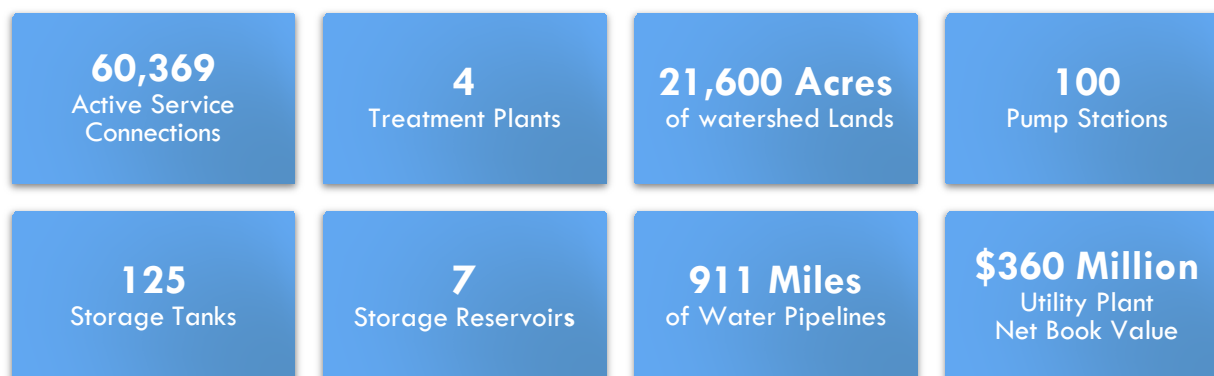 60,369
Active Service
Connections
4
Treatment Plants
21,600 Acres
of watershed Lands
100
Pump Stations
125
Storage Tanks
7
Storage Reservoirs
911 Miles
of Water Pipelines
$360 Million
Utility Plant
Net Book Value